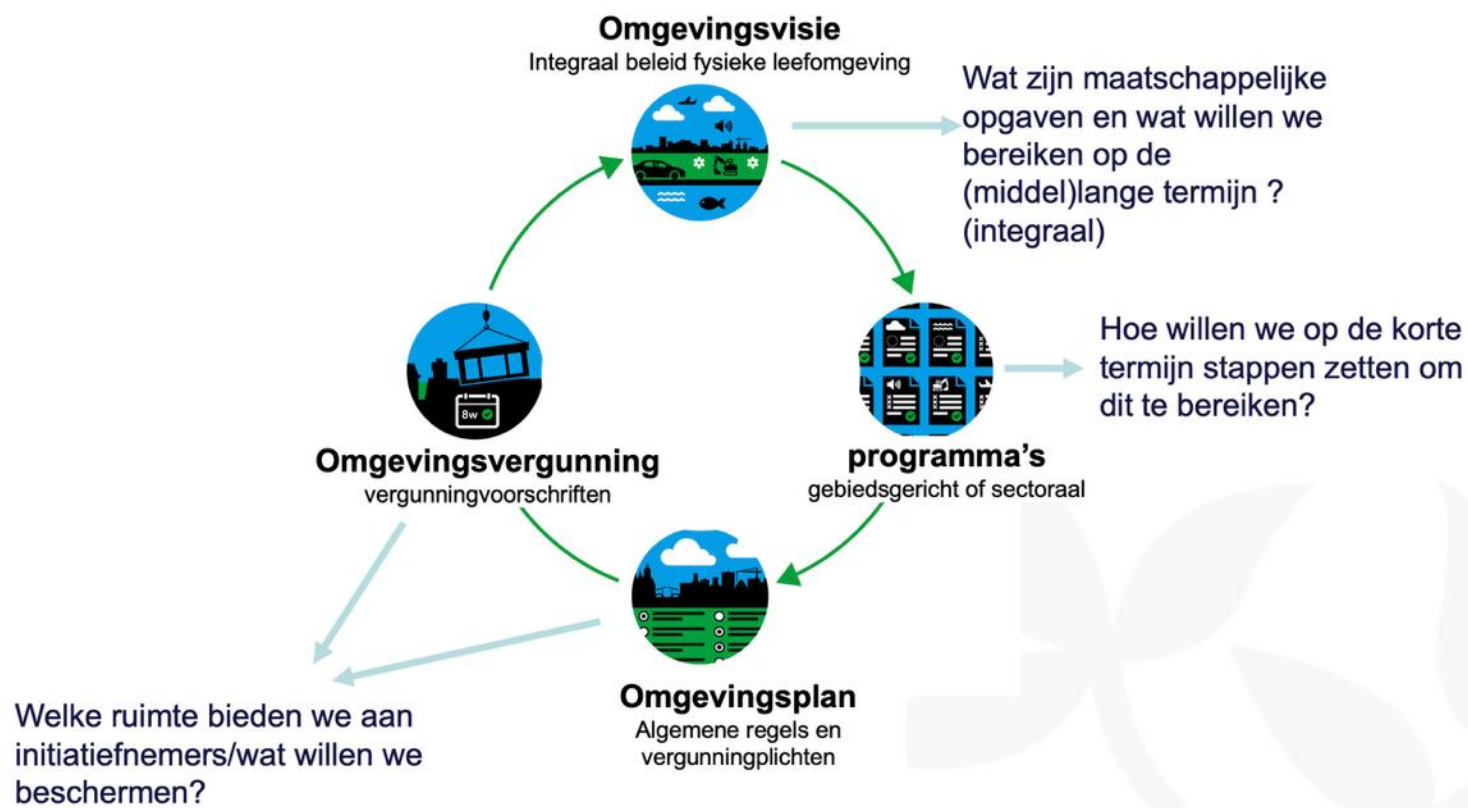 Omgevingsvisie
Integraal beleid fysieke leefomgeving
Wat zijn maatschappelijke
opgaven en wat willen we
bereiken op de
(middel)lange termijn ?
(integraal)
Hoe willen we op de korte
termijn stappen zetten om
dit te bereiken?
8w
Omgevingsvergunning
vergunningvoorschriften
programma's
gebiedsgericht of sectoraal
Omgevingsplan
Algemene regels en
vergunningplichten
Welke ruimte bieden we aan
initiatiefnemers/wat willen we
beschermen?